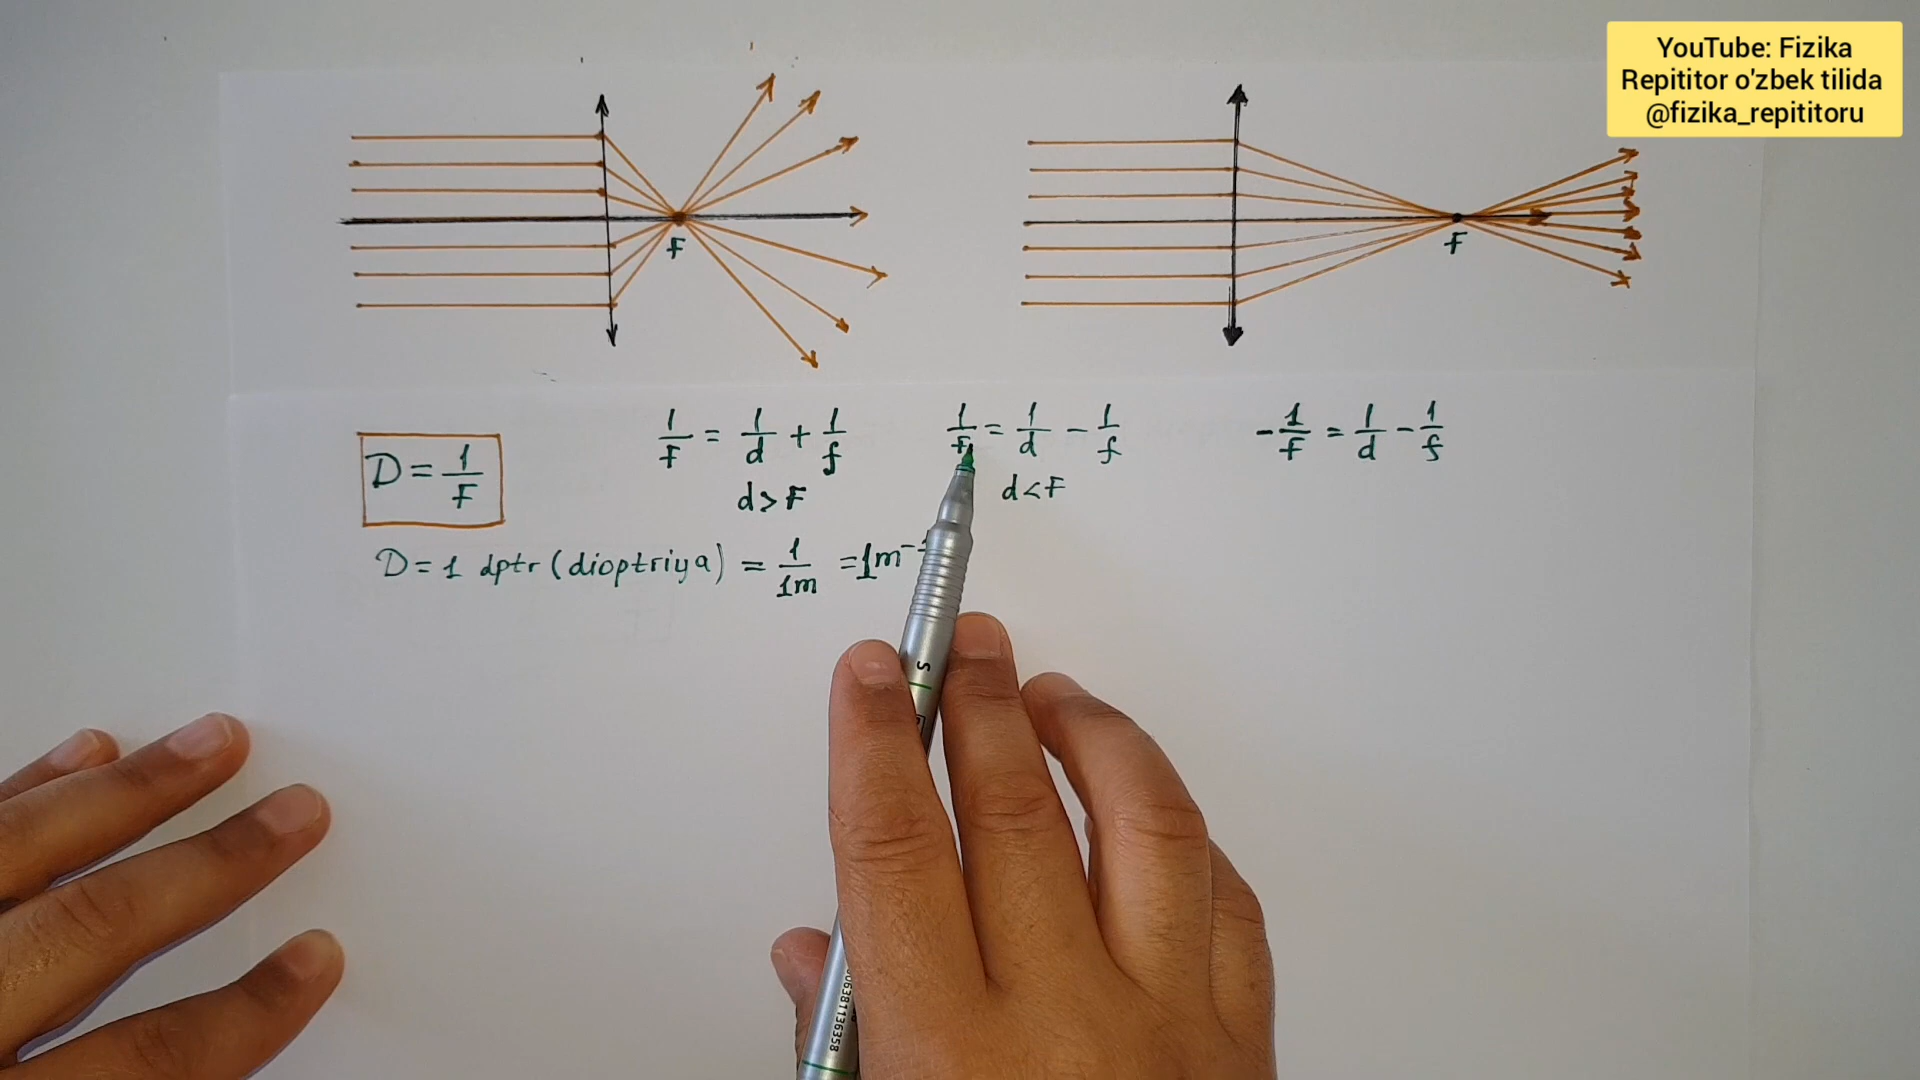 YouTube: Fizika
Repititor o'zbek tilida
@fizika_repititoru
F
F
D = 1/F
1/F = 1/d + 1/f
d > F
1/F = 1/d - 1/f
d < F
- 1/F = 1/d - 1/f
D = 1 dptr (dioptriya) = 1/1m = 1m⁻¹
S
006381136358